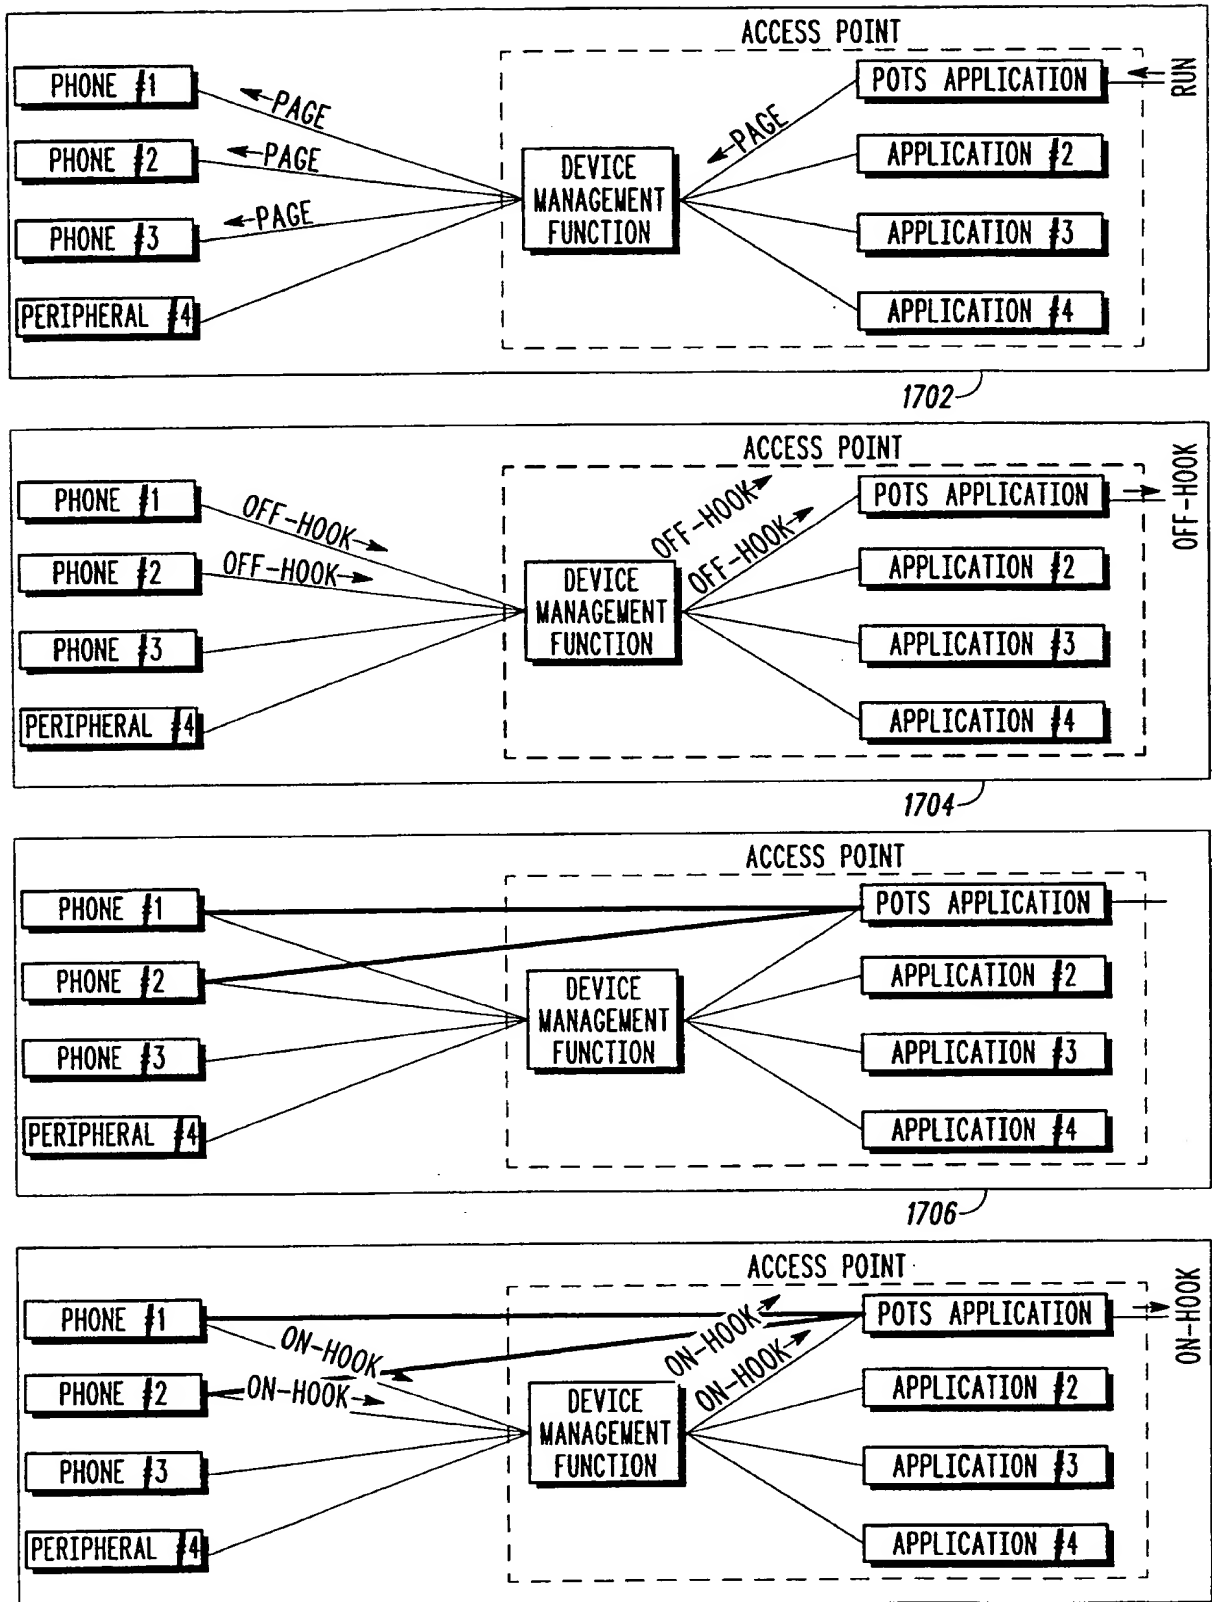 ACCESS POINT
PHONE #1
PAGE
POTS APPLICATION
RUN
PHONE #2
PAGE
PAGE
DEVICE
MANAGEMENT
FUNCTION
APPLICATION #2
PHONE #3
PAGE
APPLICATION #3
PERIPHERAL #4
APPLICATION #4
1702
ACCESS POINT
PHONE #1
OFF-HOOK
OFF-HOOK
POTS APPLICATION
OFF-HOOK
PHONE #2
OFF-HOOK
OFF-HOOK
DEVICE
MANAGEMENT
FUNCTION
APPLICATION #2
PHONE #3
APPLICATION #3
PERIPHERAL #4
APPLICATION #4
1704
ACCESS POINT
PHONE #1
POTS APPLICATION
PHONE #2
DEVICE
MANAGEMENT
FUNCTION
APPLICATION #2
PHONE #3
APPLICATION #3
PERIPHERAL #4
APPLICATION #4
1706
ACCESS POINT
PHONE #1
ON-HOOK
ON-HOOK
POTS APPLICATION
ON-HOOK
PHONE #2
ON-HOOK
ON-HOOK
DEVICE
MANAGEMENT
FUNCTION
APPLICATION #2
PHONE #3
APPLICATION #3
PERIPHERAL #4
APPLICATION #4